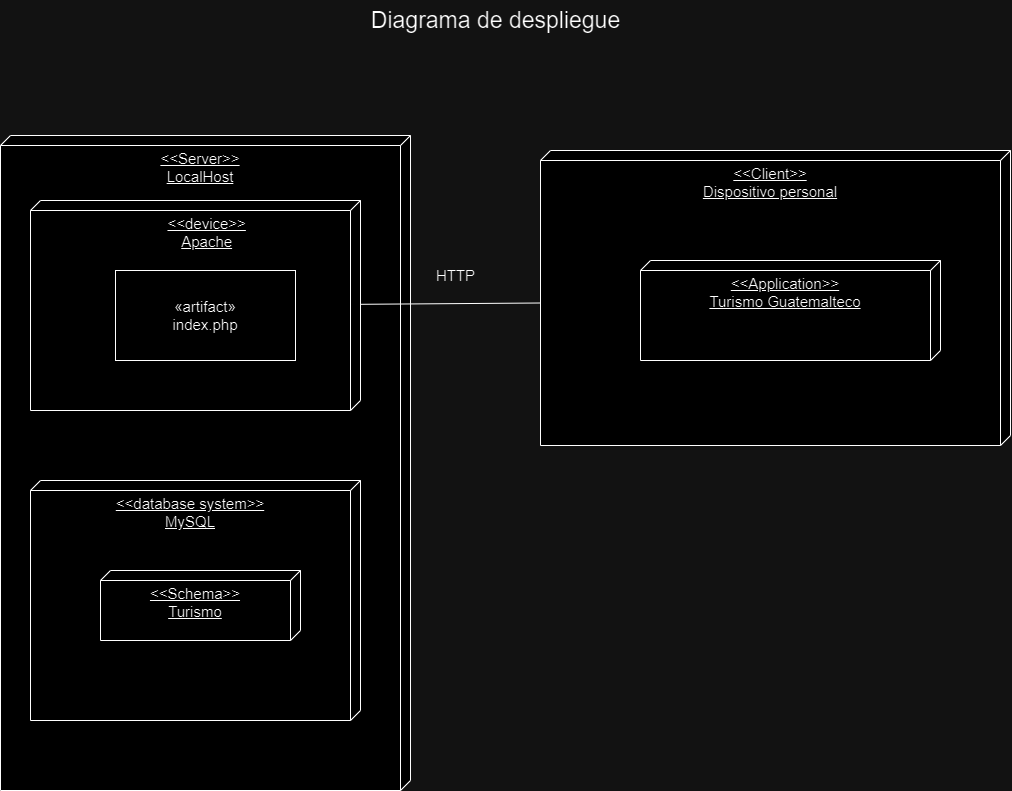 Diagrama de despliegue
<<Server>>
LocalHost
<<device>>
Apache
«artifact»
index.php
HTTP
<<Client>>
Dispositivo personal
<<Application>>
Turismo Guatemalteco
<<database system>>
MySQL
<<Schema>>
Turismo